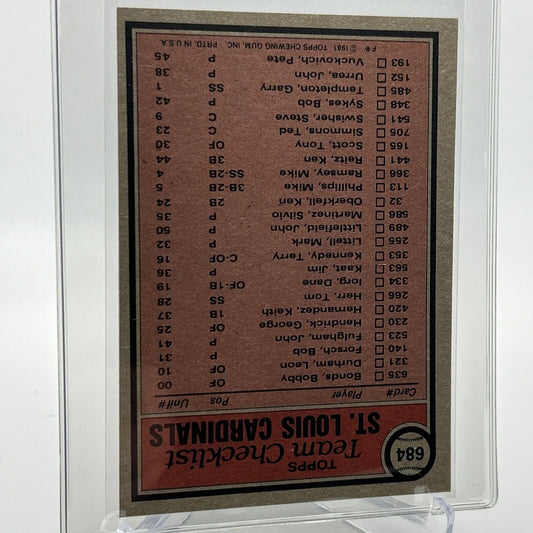 684
TOPPS
Team Checklist
ST. LOUIS CARDINALS
Card# Player Pos Unif#
635 Bonds, Bobby OF 00
321 Durham, Leon OF 10
140 Forsch, Bob P 31
523 Fulgham, John P 41
230 Hendrick, George OF 25
420 Hernandez, Keith 1B 37
266 Herr, Tom SS 28
334 Iorg, Dane OF-1B 19
563 Kaat, Jim P 36
353 Kennedy, Terry C-OF 16
255 Littell, Mark P 32
489 Littlefield, John P 50
586 Martinez, Silvio P 35
32 Oberkfell, Ken 2B 24
113 Phillips, Mike 3B-2B 5
366 Ramsey, Mike SS-2B 4
441 Reitz, Ken 3B 44
165 Scott, Tony OF 30
705 Simmons, Ted C 23
541 Swisher, Steve C 9
348 Sykes, Bob P 42
485 Templeton, Garry SS 1
152 Urrea, John P 38
193 Vuckovich, Pete P 45
F* © 1981 TOPPS CHEWING GUM, INC. PRTD. IN U.S.A.